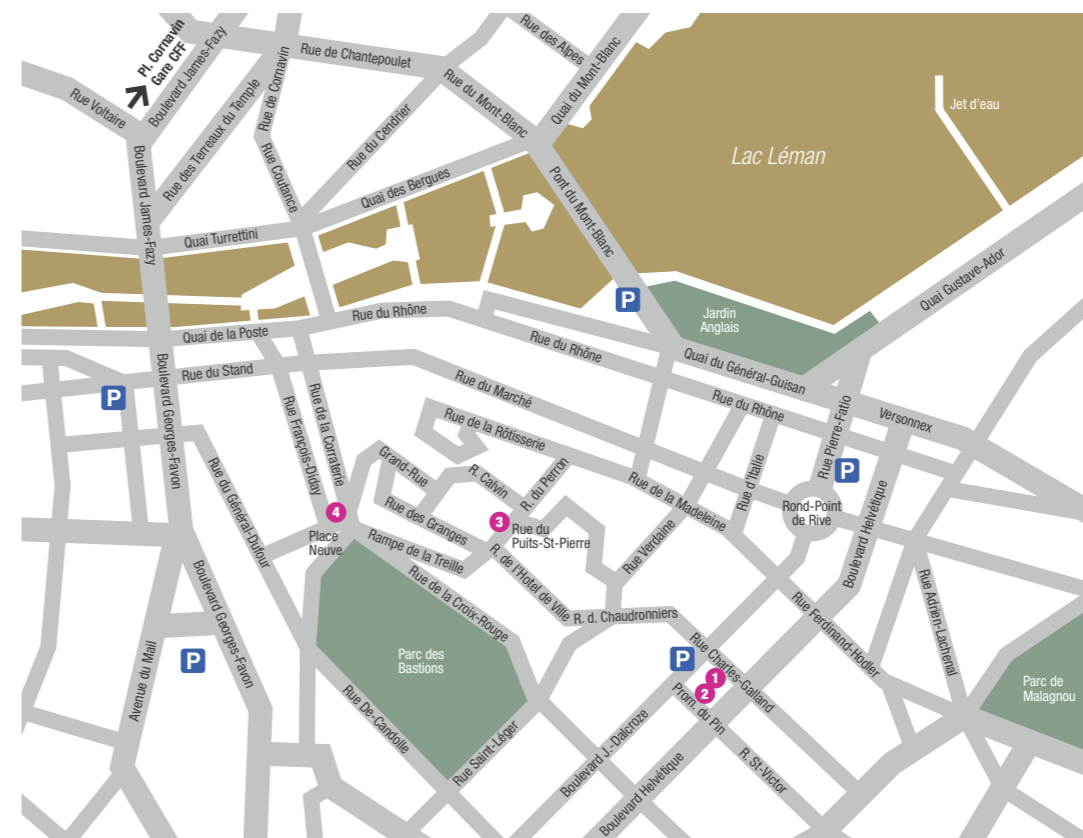 Pl. Cornavin
Gare CFF
Boulevard James-Fazy
Rue Voltaire
Rue des Terreaux du Temple
Rue de Cornavin
Rue de Chantepoulet
Rue des Alpes
Quai du Mont-Blanc
Rue du Mont-Blanc
Rue du Cendrier
Rue Coutance
Boulevard James-Fazy
Quai des Bergues
Quai Turrettini
Pont du Mont-Blanc
Lac Léman
Jet d'eau
Quai Gustave-Ador
P
Jardin
Anglais
Quai de la Poste
Rue du Rhône
Rue du Rhône
Quai du Général-Guisan
Rue du Rhône
Versonnex
Rue du Stand
Rue du Marché
P
Boulevard Georges-Favon
Rue François-Diday
Rue de la Corraterie
Rue de la Rôtisserie
Rue Pierre-Fatio
P
Rue du Général-Dufour
Grand-Rue
R. Calvin
R. du Perron
Rue de la Madeleine
Rue d'Italie
Rond-Point
de Rive
Boulevard Helvétique
4
Place
Neuve
Rue des Granges
3
Rue du
Puits-St-Pierre
Rampe de la Treille
R. de l'Hotel de Ville
Rue Verdaine
Rue de la Croix-Rouge
R. d. Chaudronniers
Boulevard Georges-Favon
Rue Ferdinand-Hodler
Rue Adrien-Lachenal
Avenue du Mail
P
Parc des
Bastions
P
1
2
Rue Charles-Galland
Prom. du Pin
Parc de
Malagnou
Rue De-Candolle
Rue Saint-Léger
Boulevard J.-Dalcroze
Boulevard Helvétique
R. St-Victor